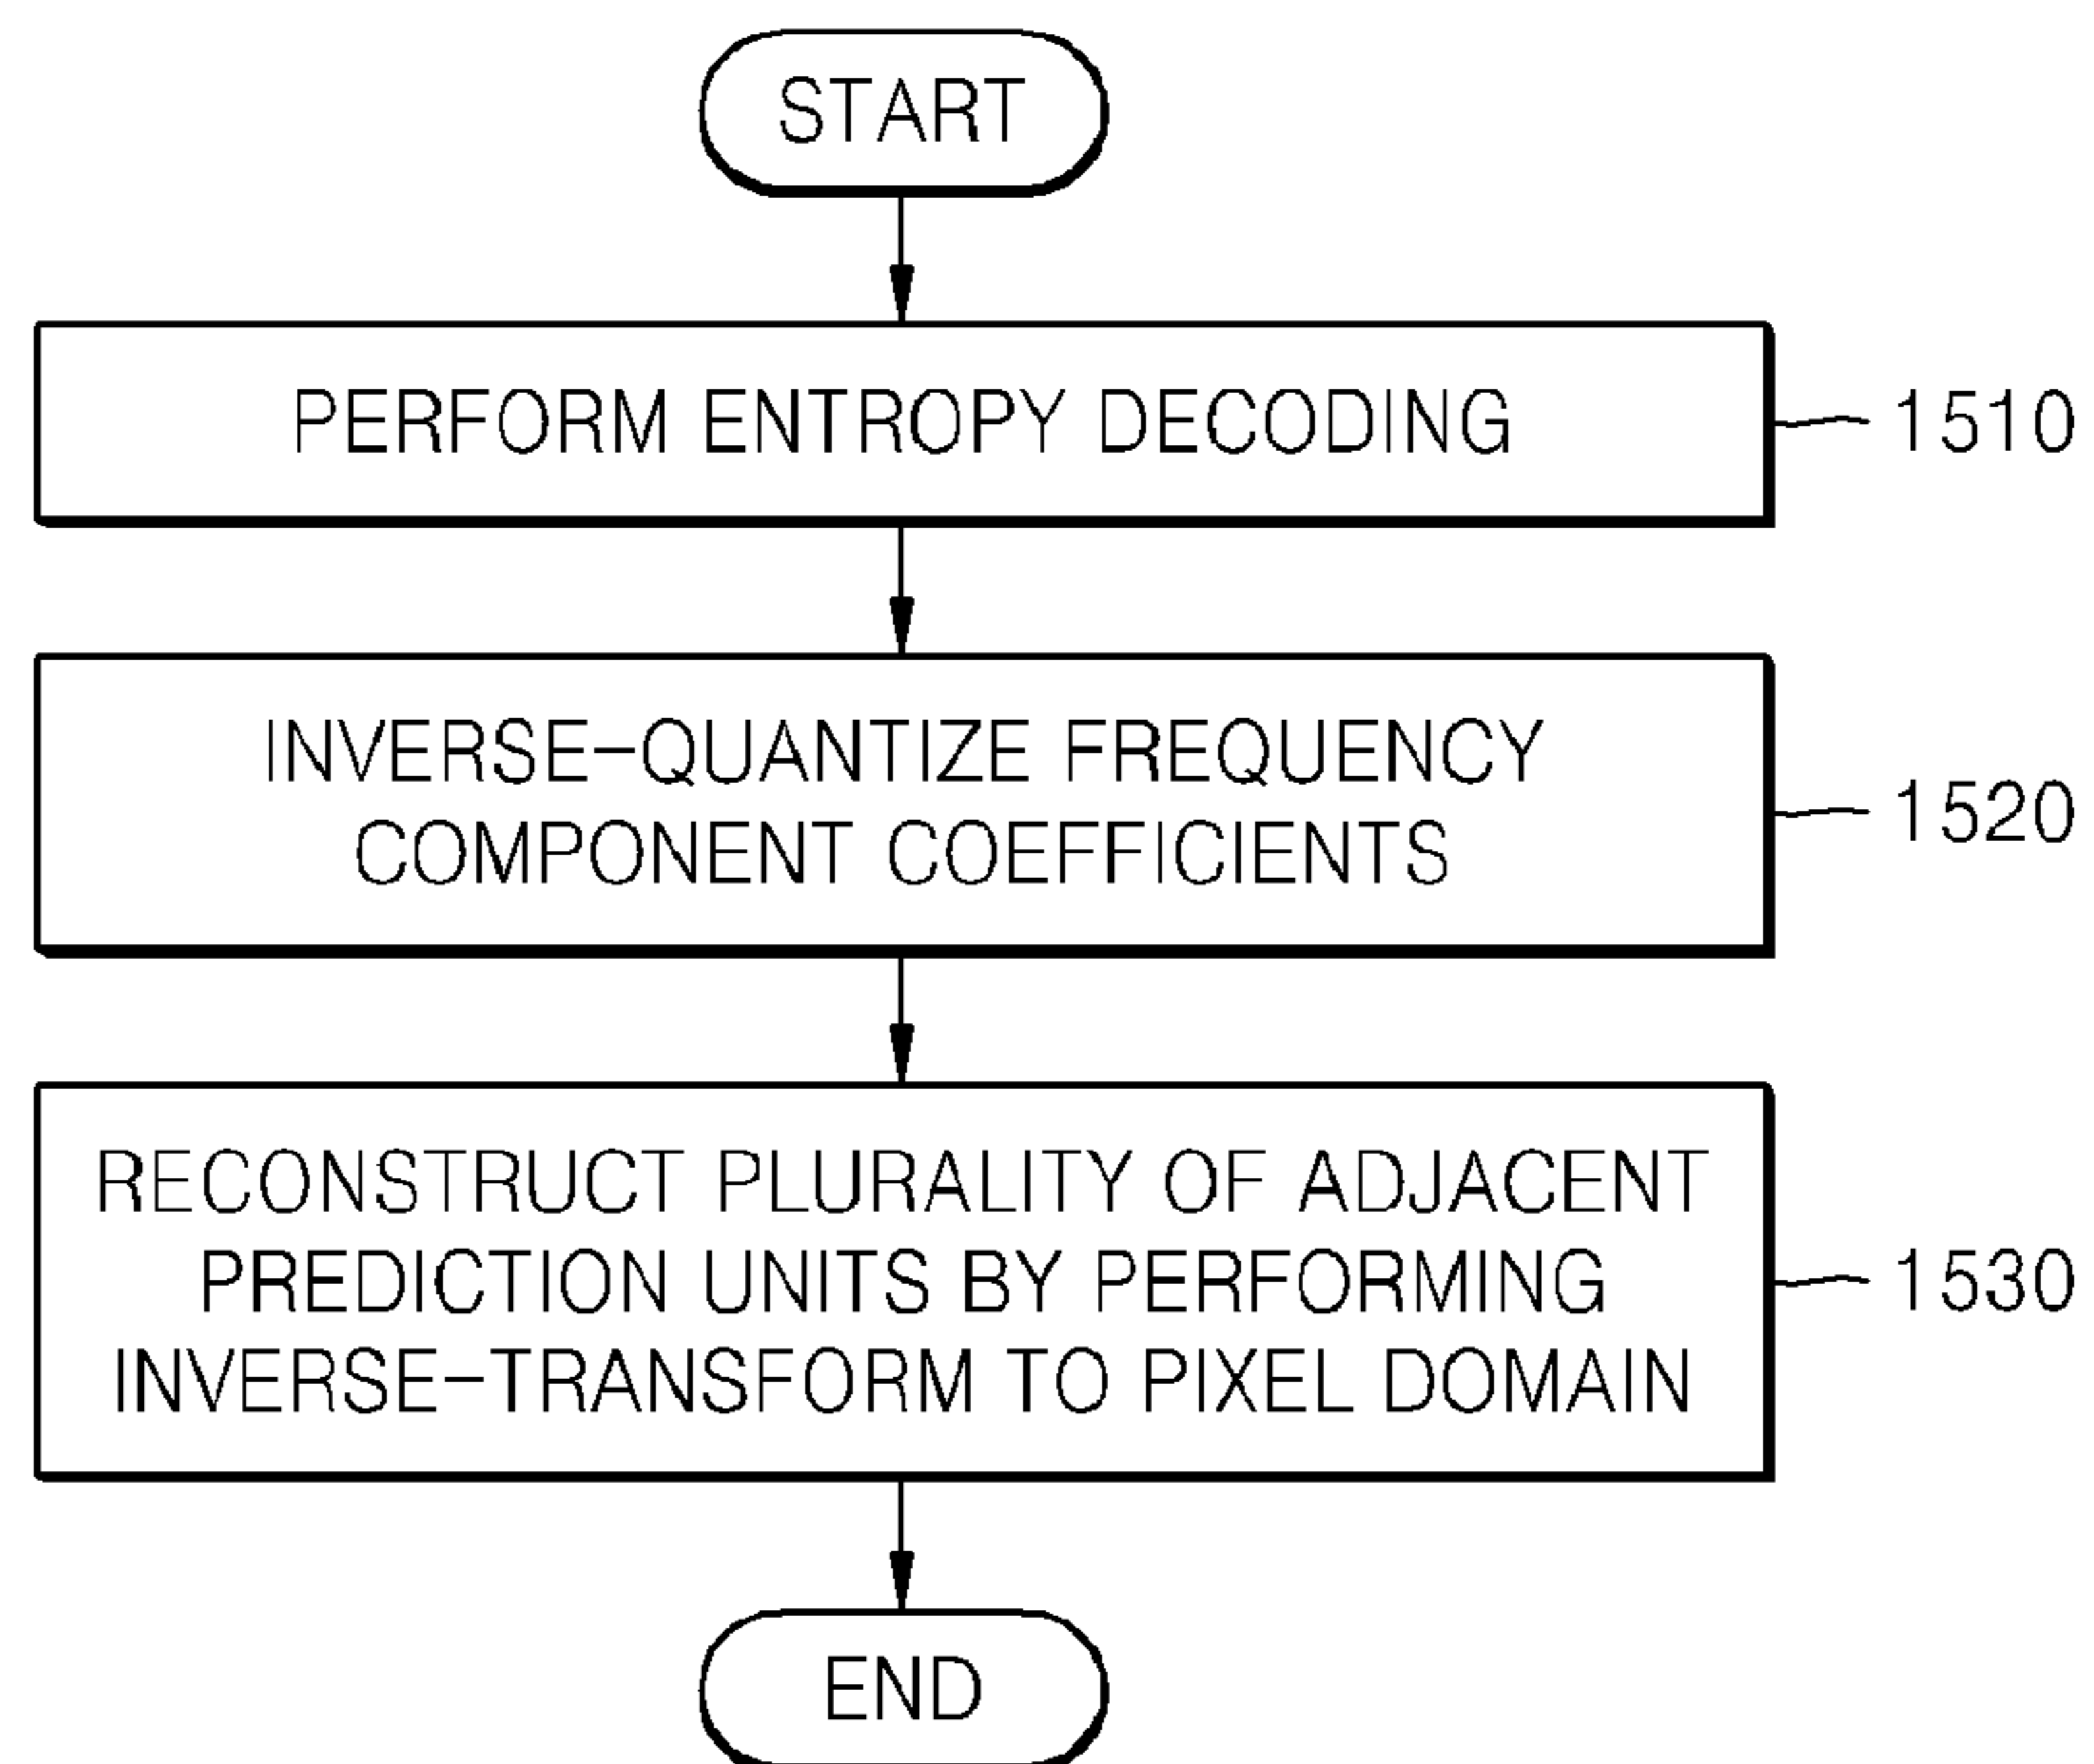 START
PERFORM ENTROPY DECODING
1510
INVERSE-QUANTIZE FREQUENCY
COMPONENT COEFFICIENTS
1520
RECONSTRUCT PLURALITY OF ADJACENT
PREDICTION UNITS BY PERFORMING
INVERSE-TRANSFORM TO PIXEL DOMAIN
1530
END